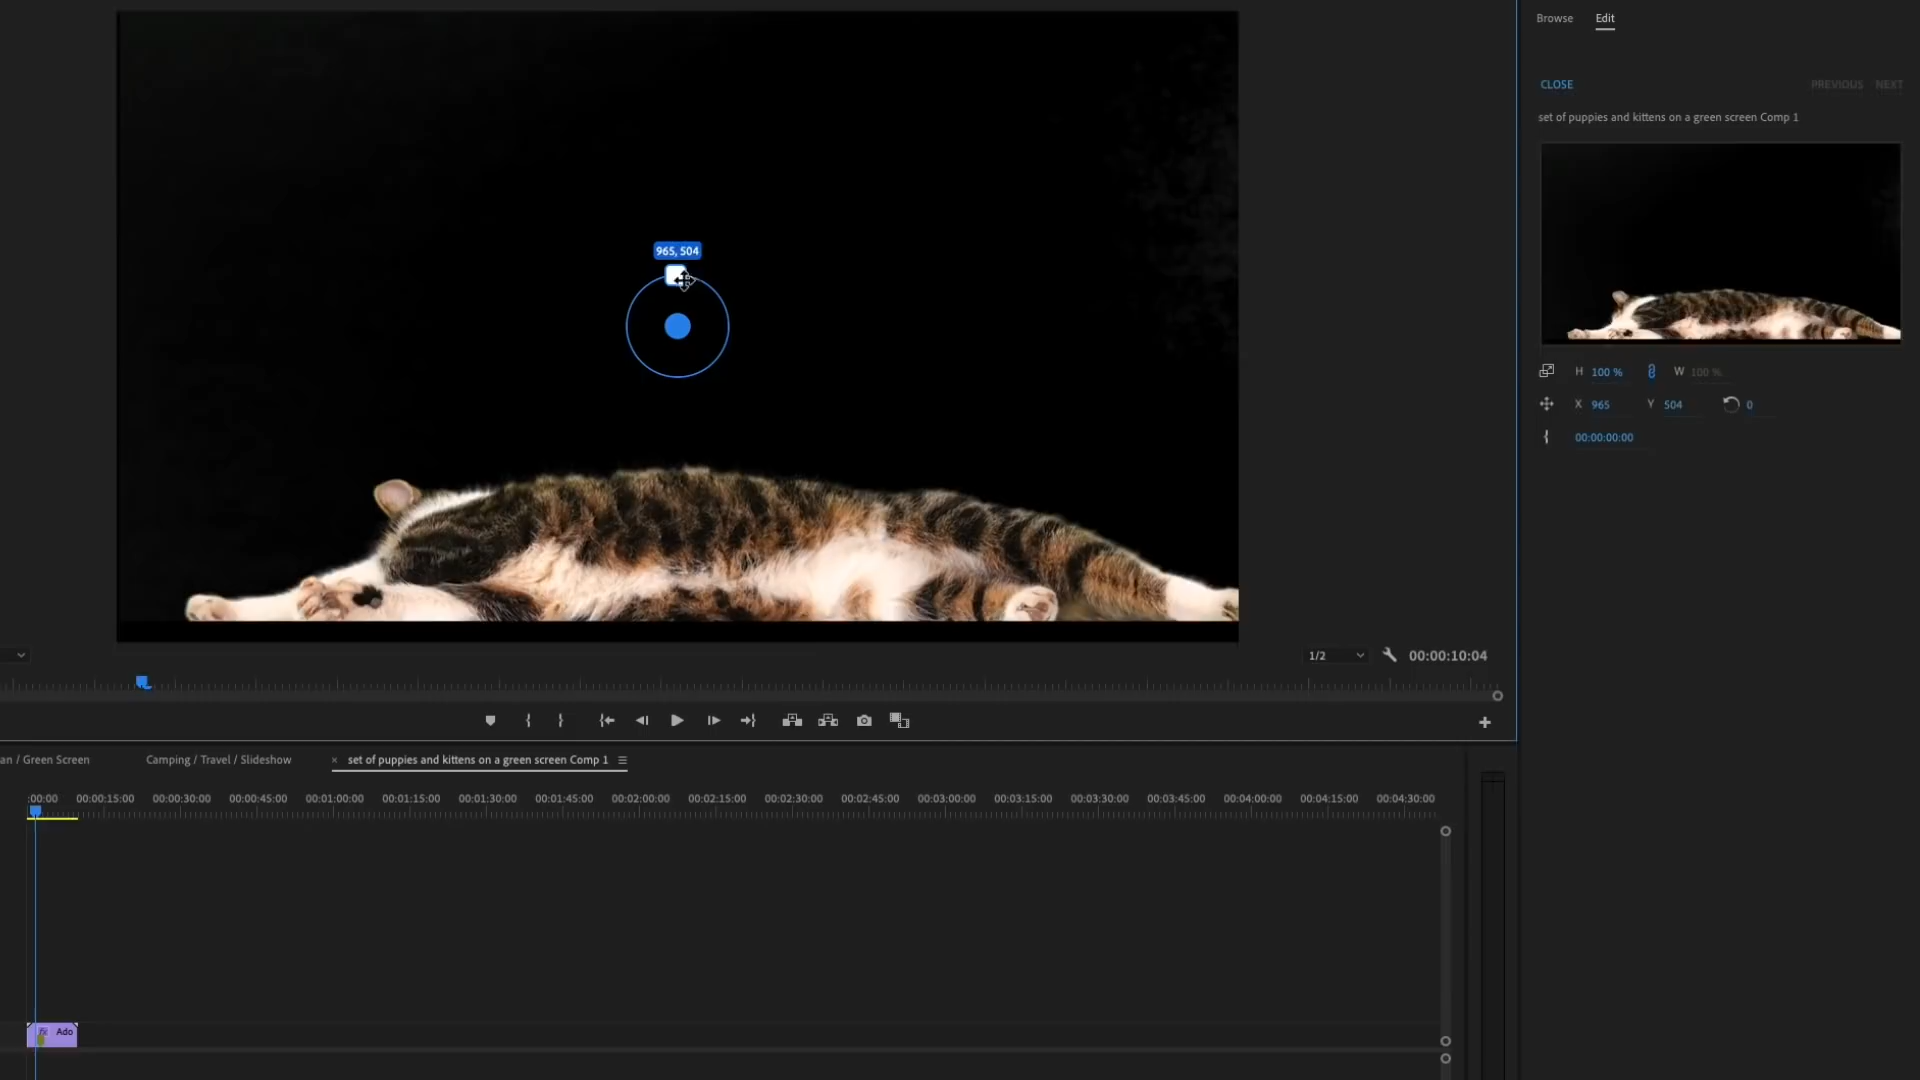 Browse Edit
CLOSE PREVIOUS NEXT
set of puppies and kittens on a green screen Comp 1
965, 504
H 100 % W 100 %
X 965 Y 504 0
00:00:00:00
1/2 00:00:10:04
an / Green Screen Camping / Travel / Slideshow × set of puppies and kittens on a green screen Comp 1
:00:00 00:00:15:00 00:00:30:00 00:00:45:00 00:01:00:00 00:01:15:00 00:01:30:00 00:01:45:00 00:02:00:00 00:02:15:00 00:02:30:00 00:02:45:00 00:03:00:00 00:03:15:00 00:03:30:00 00:03:45:00 00:04:00:00 00:04:15:00 00:04:30:00
fx Ado